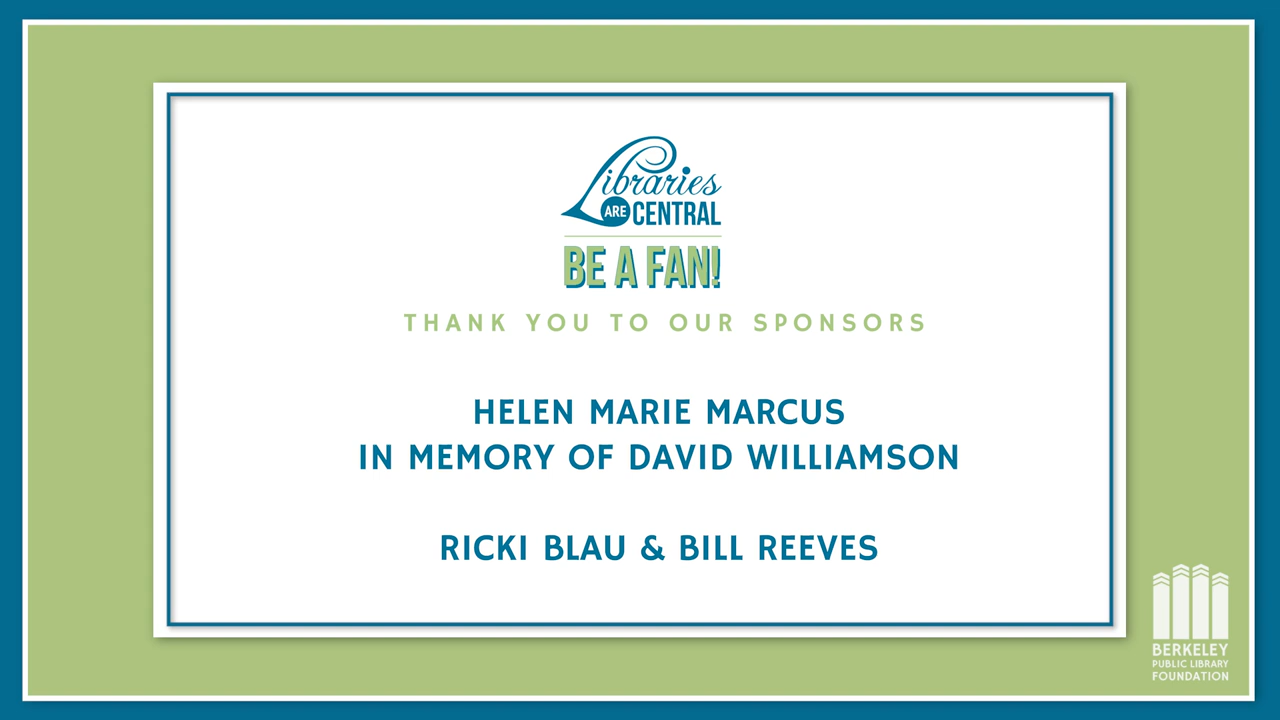 Libraries
ARE CENTRAL
BE A FAN!
THANK YOU TO OUR SPONSORS
HELEN MARIE MARCUS
IN MEMORY OF DAVID WILLIAMSON
RICKI BLAU & BILL REEVES
BERKELEY
PUBLIC LIBRARY
FOUNDATION